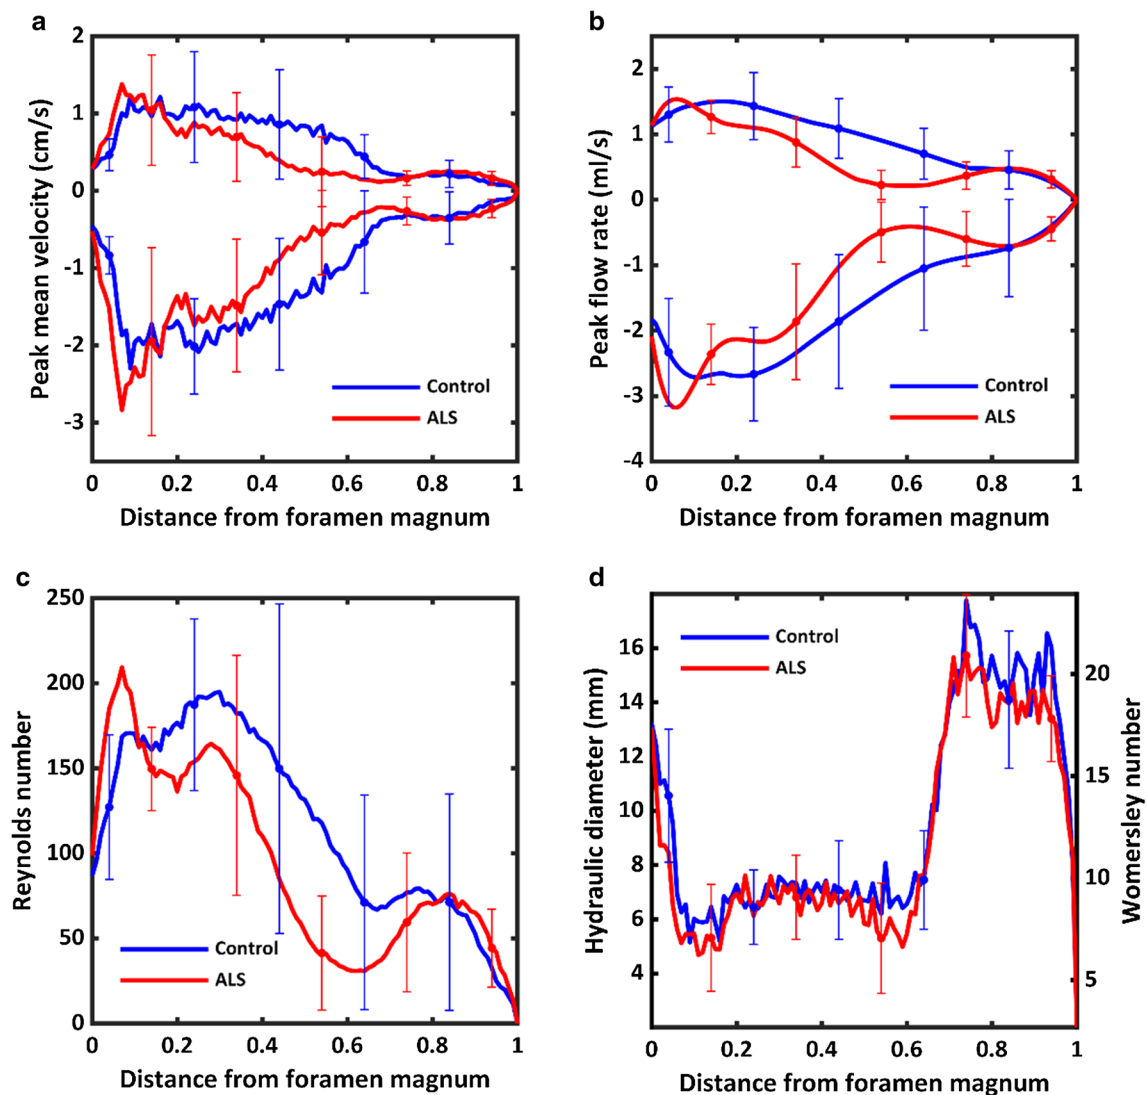 a
2
1
0
-1
-2
-3
Peak mean velocity (cm/s)
Control
ALS
0 0.2 0.4 0.6 0.8 1
Distance from foramen magnum
b
2
1
0
-1
-2
-3
-4
Peak flow rate (ml/s)
Control
ALS
0 0.2 0.4 0.6 0.8 1
Distance from foramen magnum
c
250
200
150
100
50
0
Reynolds number
Control
ALS
0 0.2 0.4 0.6 0.8 1
Distance from foramen magnum
d
16
14
12
10
8
6
4
Hydraulic diameter (mm)
Control
ALS
20
15
10
5
Womersley number
0 0.2 0.4 0.6 0.8 1
Distance from foramen magnum